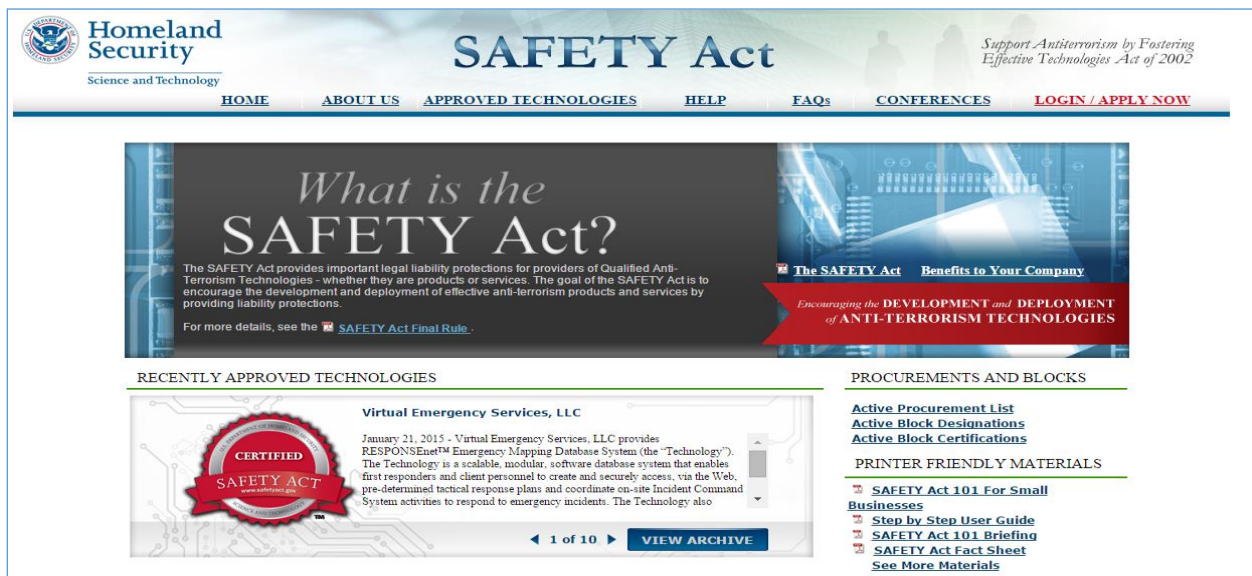 Homeland
Security
Science and Technology
SAFETY Act
Support Antiterrorism by Fostering
Effective Technologies Act of 2002
HOME ABOUT US APPROVED TECHNOLOGIES HELP FAQs CONFERENCES LOGIN / APPLY NOW
What is the
SAFETY Act?
The SAFETY Act provides important legal liability protections for providers of Qualified Anti-
Terrorism Technologies - whether they are products or services. The goal of the SAFETY Act is to
encourage the development and deployment of effective anti-terrorism products and services by
providing liability protections.
For more details, see the SAFETY Act Final Rule .
The SAFETY Act Benefits to Your Company
Encouraging the DEVELOPMENT and DEPLOYMENT
of ANTI-TERRORISM TECHNOLOGIES
RECENTLY APPROVED TECHNOLOGIES
U.S. DEPARTMENT OF HOMELAND SECURITY
CERTIFIED
SAFETY ACT
www.safetyact.gov
SCIENCE AND TECHNOLOGY
TM
Virtual Emergency Services, LLC
January 21, 2015 - Virtual Emergency Services, LLC provides
RESPONSEnet™ Emergency Mapping Database System (the “Technology”).
The Technology is a scalable, modular, software database system that enables
first responders and client personnel to create and securely access, via the Web,
pre-determined tactical response plans and coordinate on-site Incident Command
System activities to respond to emergency incidents. The Technology also
1 of 10 VIEW ARCHIVE
PROCUREMENTS AND BLOCKS
Active Procurement List
Active Block Designations
Active Block Certifications
PRINTER FRIENDLY MATERIALS
SAFETY Act 101 For Small
Businesses
Step by Step User Guide
SAFETY Act 101 Briefing
SAFETY Act Fact Sheet
See More Materials